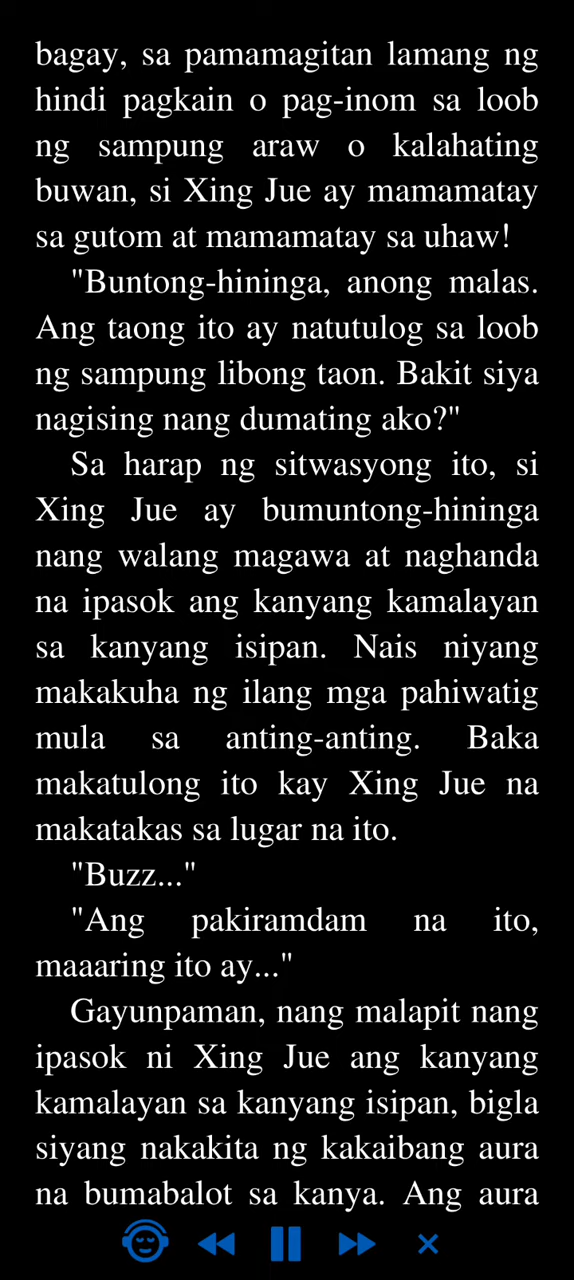 bagay, sa pamamagitan lamang ng
hindi pagkain o pag-inom sa loob
ng sampung araw o kalahating
buwan, si Xing Jue ay mamamatay
sa gutom at mamamatay sa uhaw!
"Buntong-hininga, anong malas.
Ang taong ito ay natutulog sa loob
ng sampung libong taon. Bakit siya
nagising nang dumating ako?"
Sa harap ng sitwasyong ito, si
Xing Jue ay bumuntong-hininga
nang walang magawa at naghanda
na ipasok ang kanyang kamalayan
sa kanyang isipan. Nais niyang
makakuha ng ilang mga pahiwatig
mula sa anting-anting. Baka
makatulong ito kay Xing Jue na
makatakas sa lugar na ito.
"Buzz..."
"Ang pakiramdam na ito,
maaaring ito ay..."
Gayunpaman, nang malapit nang
ipasok ni Xing Jue ang kanyang
kamalayan sa kanyang isipan, bigla
siyang nakakita ng kakaibang aura
na bumabalot sa kanya. Ang aura